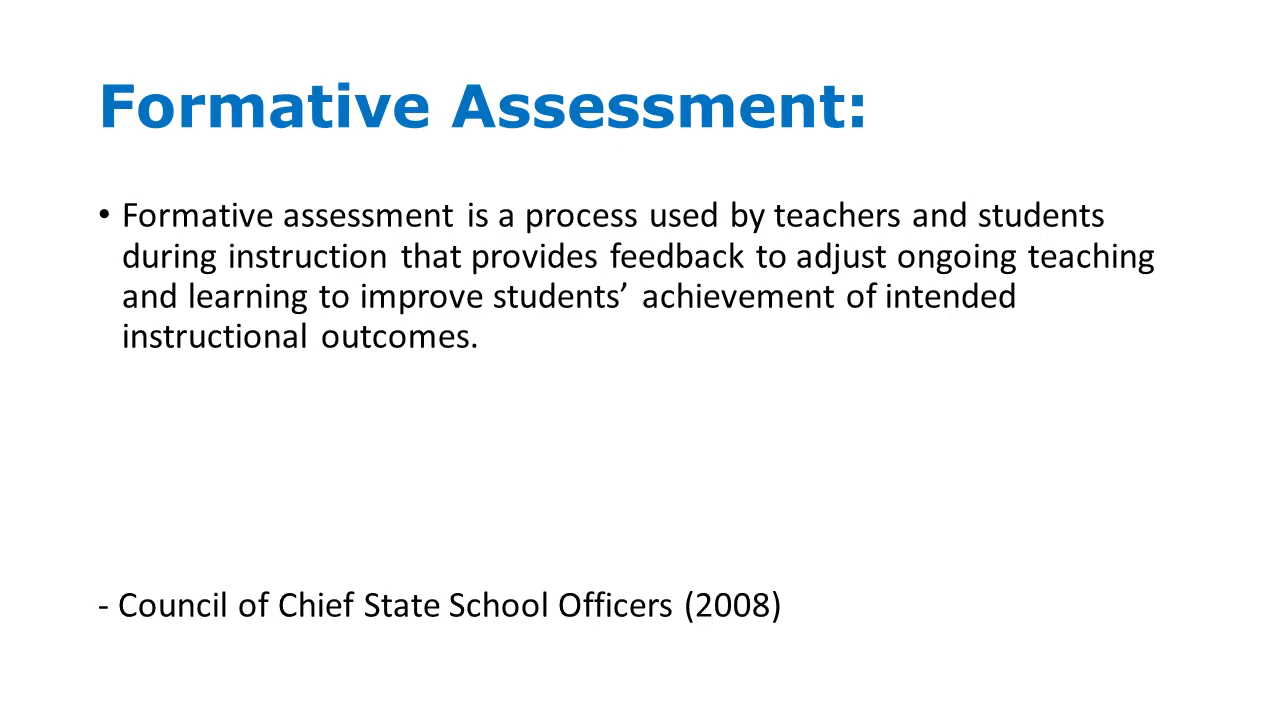 Formative Assessment:
• Formative assessment is a process used by teachers and students
during instruction that provides feedback to adjust ongoing teaching
and learning to improve students’ achievement of intended
instructional outcomes.
- Council of Chief State School Officers (2008)